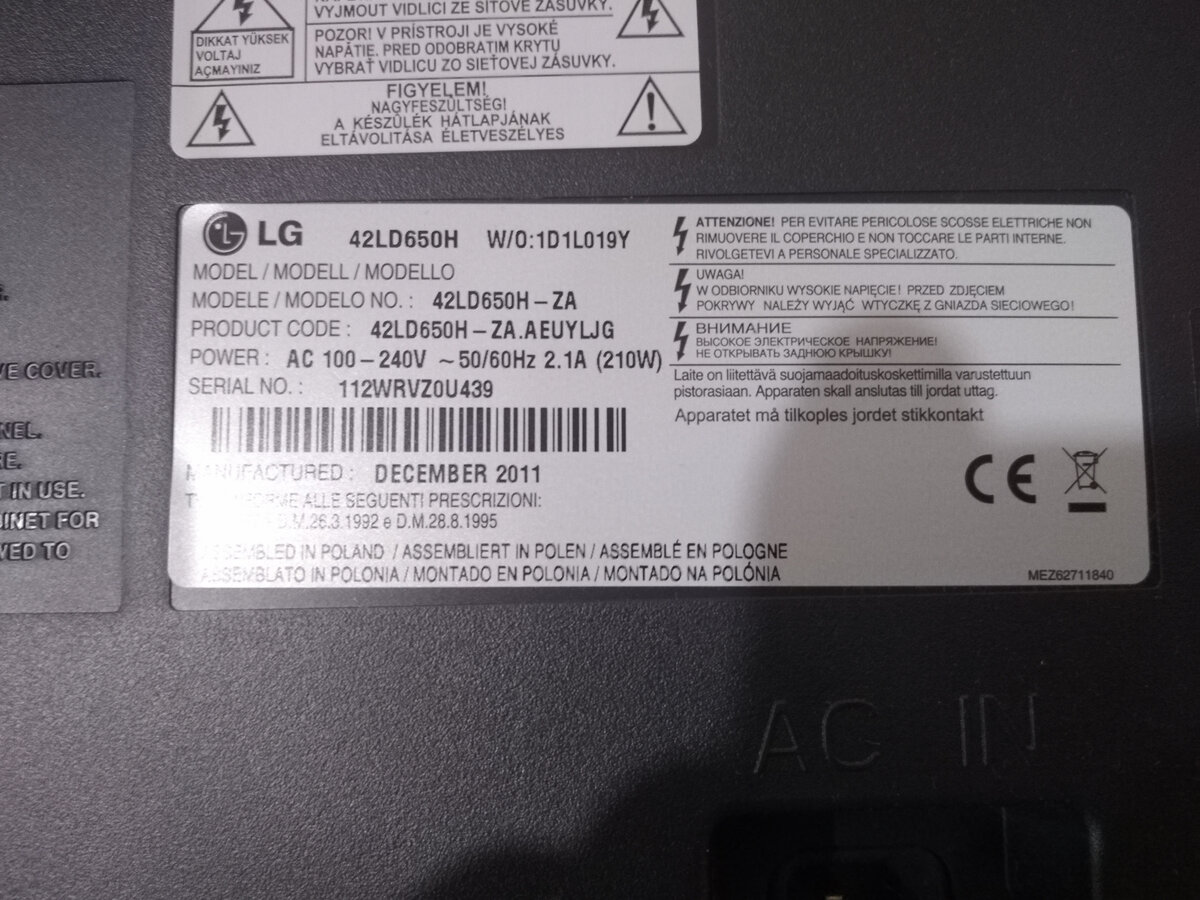 VYJMOUT VIDLICI ZE SÍŤOVÉ ZÁSUVKY.
DIKKAT YÜKSEK
VOLTAJ
AÇMAYINIZ
POZOR! V PRÍSTROJI JE VYSOKÉ
NAPÄTIE. PRED ODOBRATIM KRYTU
VYBRAŤ VIDLICU ZO SIEŤOVEJ ZÁSUVKY.
FIGYELEM!
NAGYFESZÜLTSÉG!
A KÉSZÜLÉK HÁTLAPJÁNAK
ELTÁVOLITÁSA ÉLETVESZÉLYES
VE COVER.
NEL.
RE.
T IN USE.
INET FOR
VED TO
LG 42LD650H W/O:1D1L019Y
MODEL / MODELL / MODELLO
MODELE / MODELO NO. : 42LD650H-ZA
PRODUCT CODE : 42LD650H-ZA.AEUYLJG
POWER : AC 100-240V ~50/60Hz 2.1A (210W)
SERIAL NO. : 112WRVZ0U439
MANUFACTURED : DECEMBER 2011
ALLE SEGUENTI PRESCRIZIONI:
D.M.26.3.1992 e D.M.28.8.1995
ASSEMBLED IN POLAND / ASSEMBLIERT IN POLEN / ASSEMBLÉ EN POLOGNE
ASSEMBLATO IN POLONIA / MONTADO EN POLONIA / MONTADO NA POLÓNIA
ATTENZIONE! PER EVITARE PERICOLOSE SCOSSE ELETTRICHE NON
RIMUOVERE IL COPERCHIO E NON TOCCARE LE PARTI INTERNE.
RIVOLGETEVI A PERSONALE SPECIALIZZATO.
UWAGA!
W ODBIORNIKU WYSOKIE NAPIĘCIE! PRZED ZDJĘCIEM
POKRYWY NALEŻY WYJĄĆ WTYCZKĘ Z GNIAZDA SIECIOWEGO!
ВНИМАНИЕ
ВЫСОКОЕ ЭЛЕКТРИЧЕСКОЕ НАПРЯЖЕНИЕ!
НЕ ОТКРЫВАТЬ ЗАДНЮЮ КРЫШКУ!
Laite on liitettävä suojamaadoituskoskettimilla varustettuun
pistorasiaan. Apparaten skall anslutas till jordat uttag.
Apparatet må tilkoples jordet stikkontakt
CE
MEZ62711840
AC IN